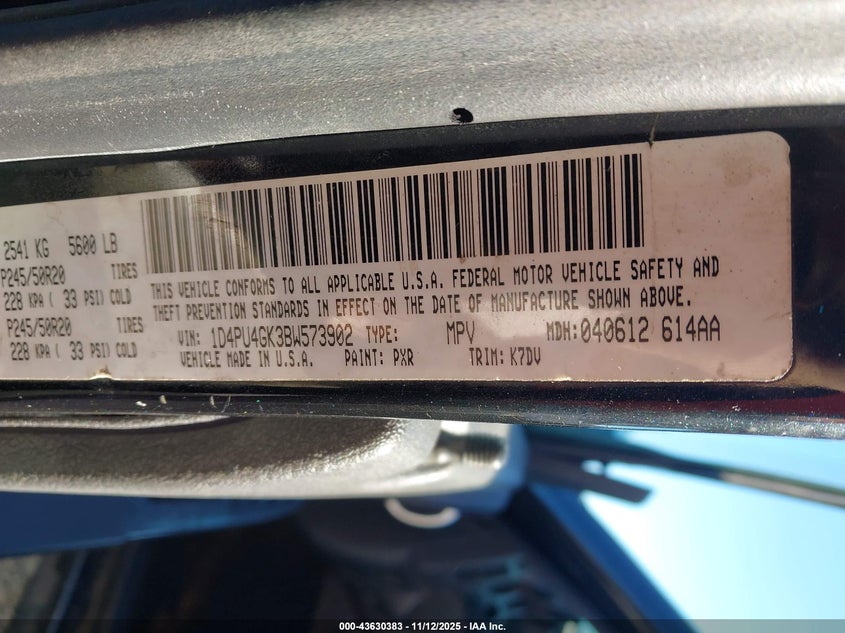 2541 KG 5600 LB
P245/50R20 TIRES
228 KPA ( 33 PSI) COLD
P245/50R20 TIRES
228 KPA ( 33 PSI) COLD
THIS VEHICLE CONFORMS TO ALL APPLICABLE U.S.A. FEDERAL MOTOR VEHICLE SAFETY AND
THEFT PREVENTION STANDARDS IN EFFECT ON THE DATE OF MANUFACTURE SHOWN ABOVE.
VIN: 1D4PU4GK3BW573902 TYPE: MPV MDH:040612 614AA
VEHICLE MADE IN U.S.A. PAINT: PXR TRIM: K7DV
000-43630383 - 11/12/2025 - IAA Inc.